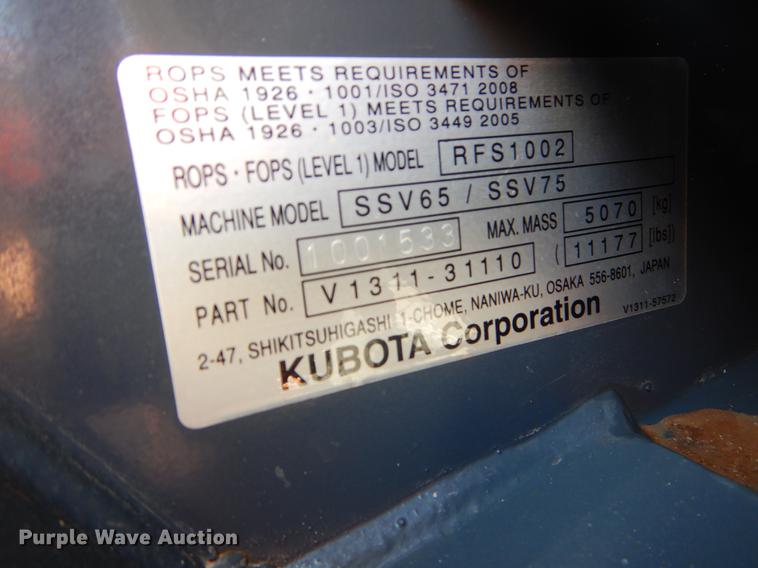 ROPS MEETS REQUIREMENTS OF
OSHA 1926 · 1001/ISO 3471 2008
FOPS (LEVEL 1) MEETS REQUIREMENTS OF
OSHA 1926 · 1003/ISO 3449 2005
ROPS · FOPS (LEVEL 1) MODEL RFS1002
MACHINE MODEL SSV65 / SSV75
SERIAL No. 1001533 MAX. MASS 5070 [kg]
PART No. V1311-31110 (11177 [lbs])
2-47, SHIKITSUHIGASHI 1-CHOME, NANIWA-KU, OSAKA 556-8601, JAPAN
KUBOTA Corporation V1311-57572
Purple Wave Auction